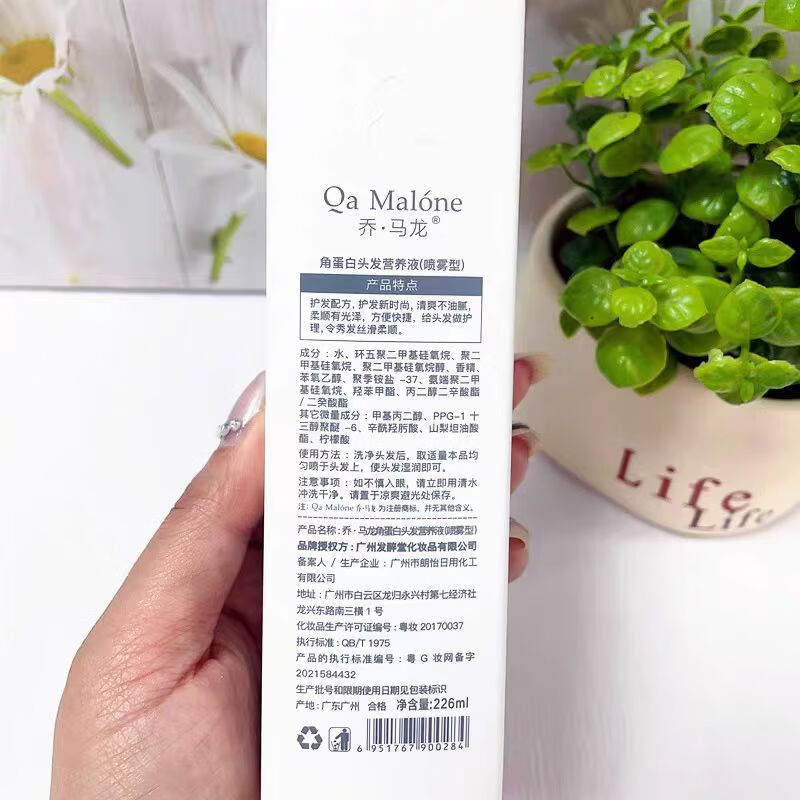 Qa Malóne
乔·马龙®
角蛋白头发营养液(喷雾型)
产品特点
护发配方，护发新时尚，清爽不油腻，
柔顺有光泽，方便快捷，给头发做护
理，令秀发丝滑柔顺。
成分：水、环五聚二甲基硅氧烷、聚二
甲基硅氧烷、聚二甲基硅氧烷醇、香精、
苯氧乙醇、聚季铵盐 -37、氨端聚二甲
基硅氧烷、羟苯甲酯、丙二醇二辛酸酯
/ 二癸酸酯
其它微量成分：甲基丙二醇、PPG-1 十
三醇聚醚 -6、辛酰羟肟酸、山梨坦油酸
酯、柠檬酸
使用方法：洗净头发后，取适量本品均
匀喷于头发上，使头发湿润即可。
注意事项：如不慎入眼，请立即用清水
冲洗干净。请置于凉爽避光处保存。
注: Qa Malóne 乔·马龙 为注册商标，并无其他含义。
产品名称: 乔·马龙角蛋白头发营养液(喷雾型)
品牌授权方: 广州发酵堂化妆品有限公司
备案人 / 生产企业：广州市朗怡日用化工
有限公司
地址：广州市白云区龙归永兴村第七经济社
龙兴东路南三横 1 号
化妆品生产许可证编号: 粤妆 20170037
执行标准: QB/T 1975
产品的执行标准编号：粤 G 妆网备字
2021584432
生产批号和限期使用日期见包装标识
产地: 广东广州 合格 净含量:226ml
6 951767 900284
Life
Life